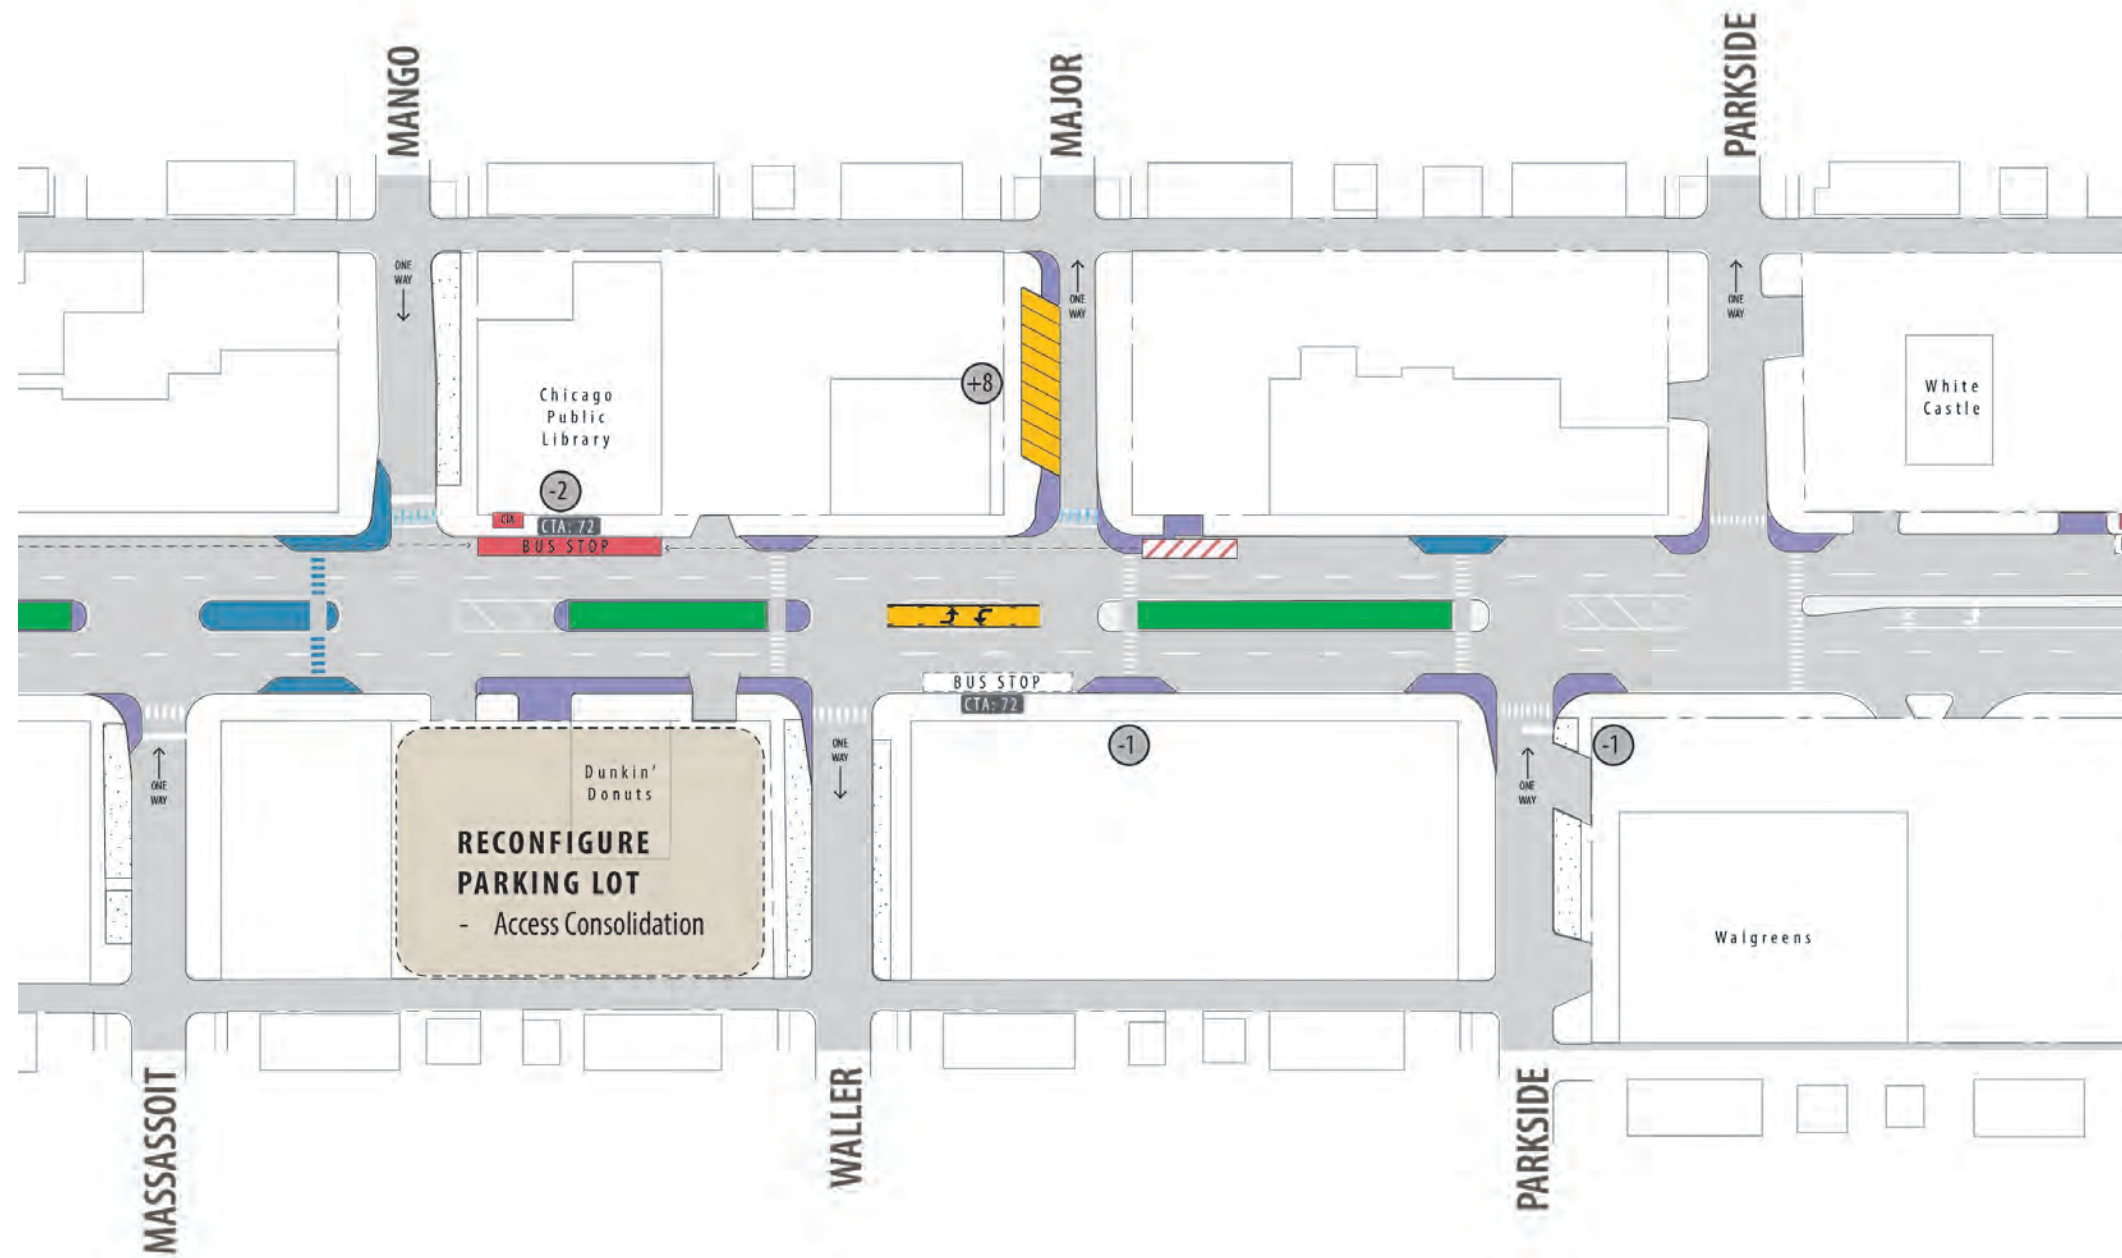 MANGO
MAJOR
PARKSIDE
ONE
WAY
ONE
WAY
ONE
WAY
Chicago
Public
Library
+8
White
Castle
-2
CTA
CTA: 72
BUS STOP
BUS STOP
CTA: 72
-1
-1
ONE
WAY
ONE
WAY
ONE
WAY
Dunkin'
Donuts
RECONFIGURE
PARKING LOT
- Access Consolidation
Walgreens
MASSASSOIT
WALLER
PARKSIDE